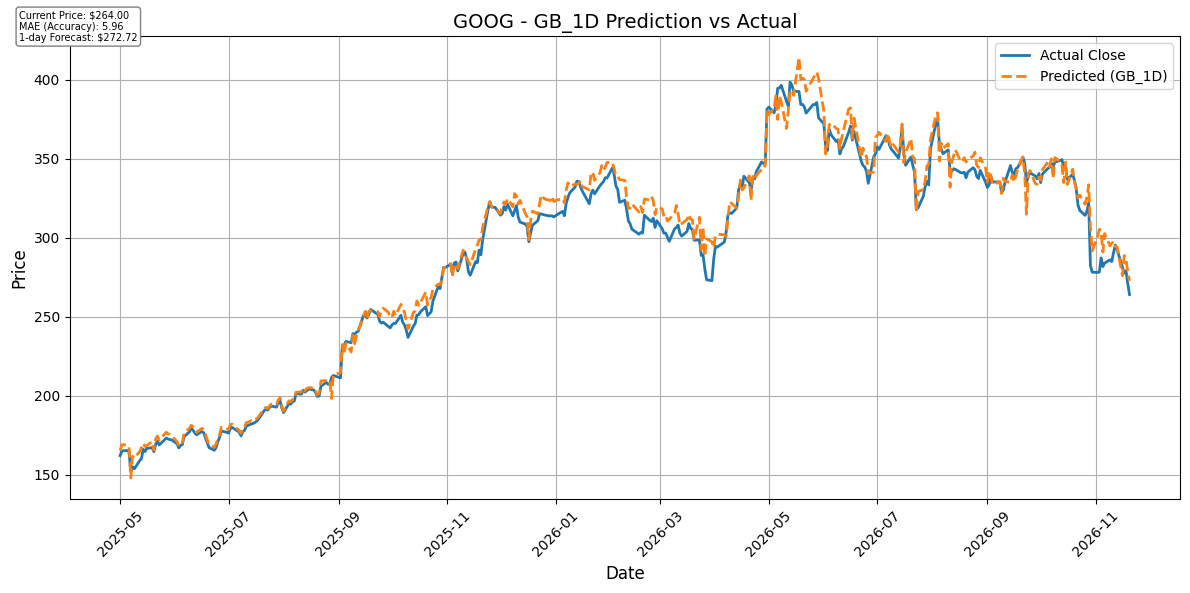 GOOG - GB_1D Prediction vs Actual
Current Price: $264.00
MAE (Accuracy): 5.96
1-day Forecast: $272.72
Actual Close
Predicted (GB_1D)
Price
400
350
300
250
200
150
2025-05
2025-07
2025-09
2025-11
2026-01
2026-03
2026-05
2026-07
2026-09
2026-11
Date